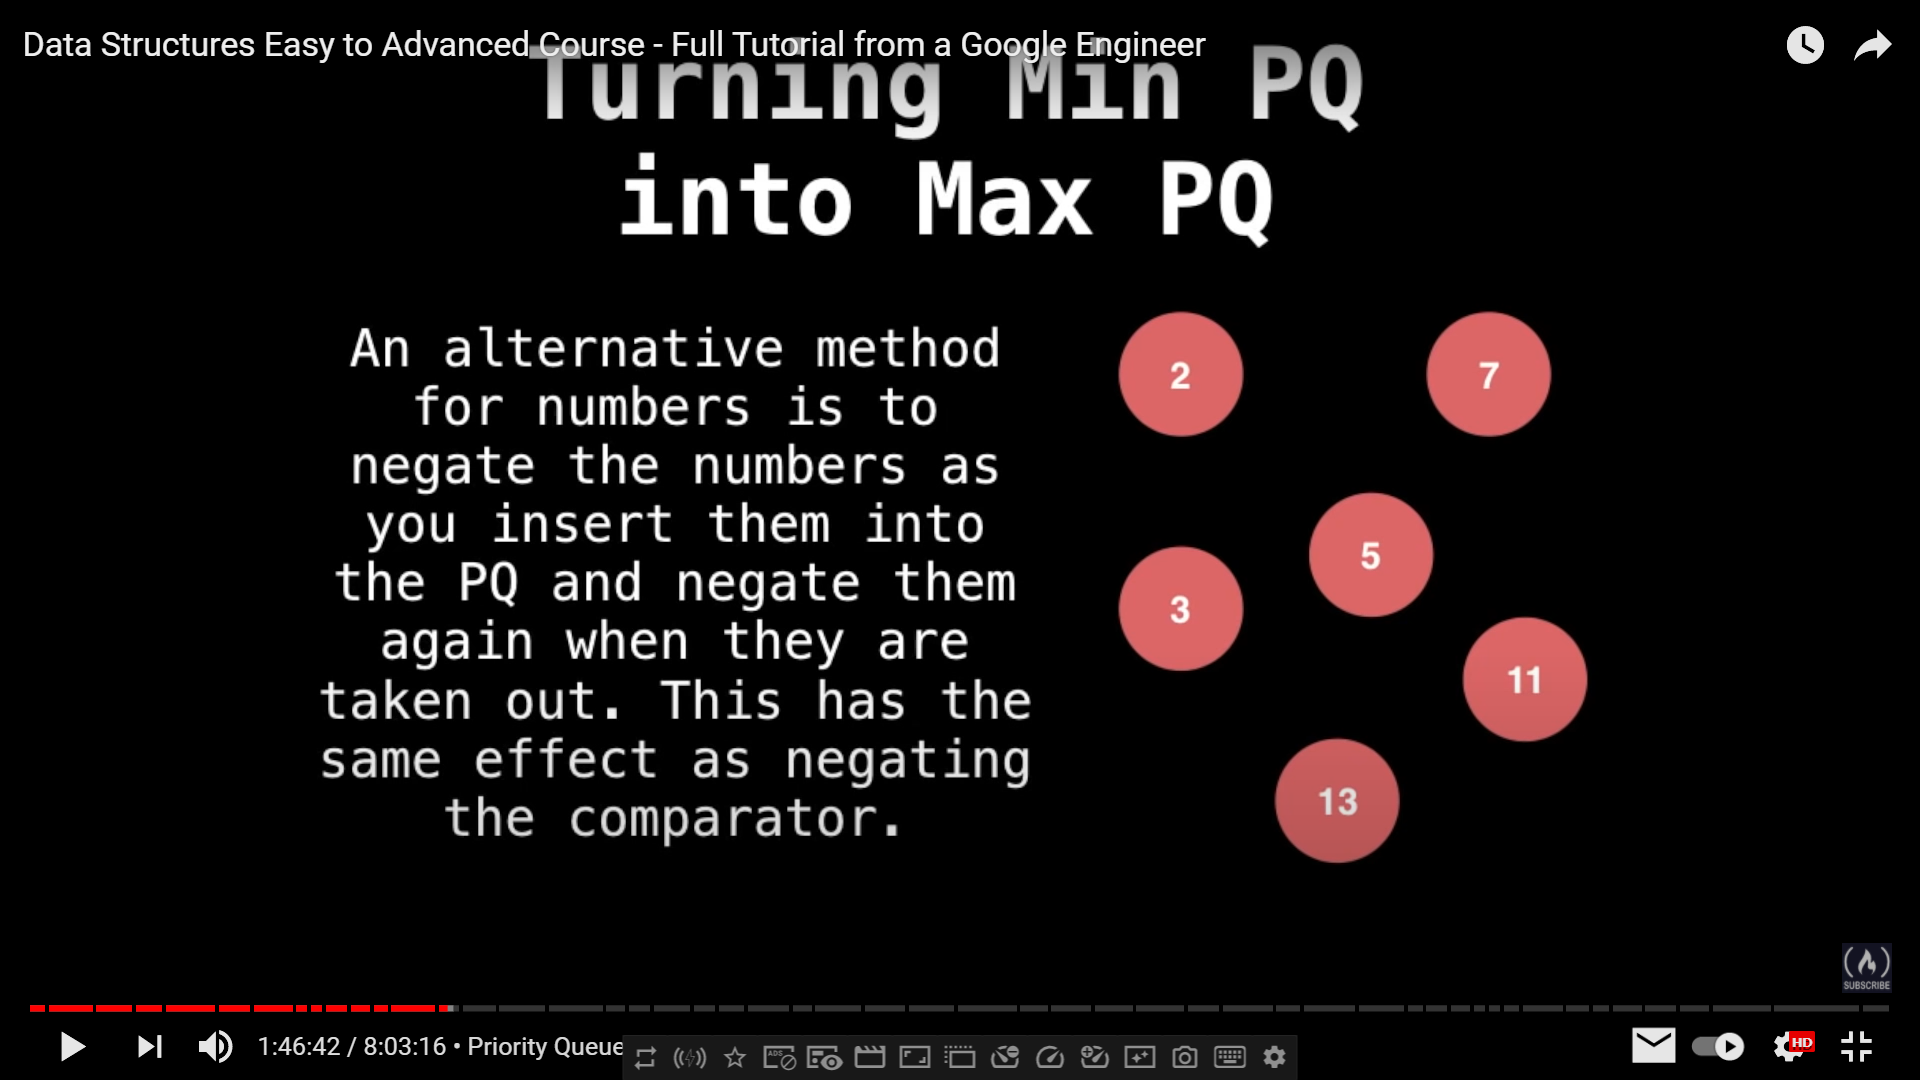 Data Structures Easy to Advanced Course - Full Tutorial from a Google Engineer
Turning Min PQ
into Max PQ
An alternative method
for numbers is to
negate the numbers as
you insert them into
the PQ and negate them
again when they are
taken out. This has the
same effect as negating
the comparator.
2
7
5
3
11
13
SUBSCRIBE
1:46:42 / 8:03:16 • Priority Queue
ADS
HD